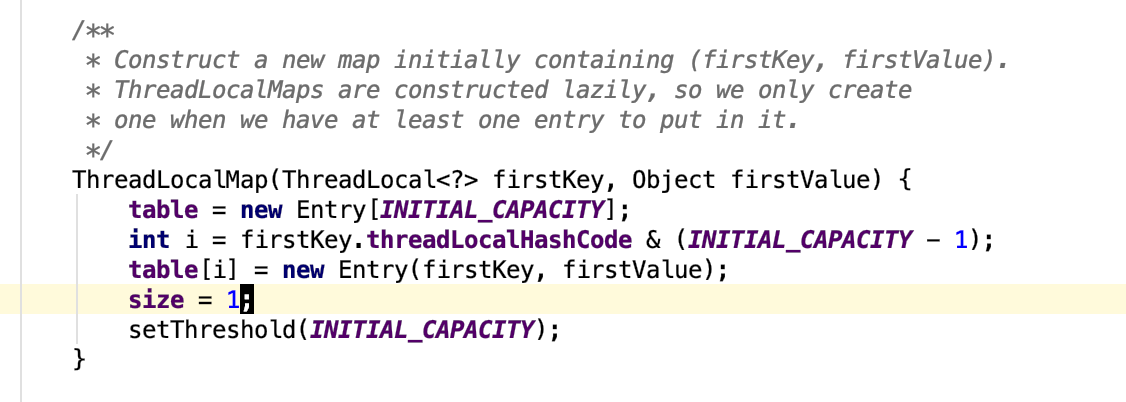 /**
 * Construct a new map initially containing (firstKey, firstValue).
 * ThreadLocalMaps are constructed lazily, so we only create
 * one when we have at least one entry to put in it.
 */
ThreadLocalMap(ThreadLocal<?> firstKey, Object firstValue) {
    table = new Entry[INITIAL_CAPACITY];
    int i = firstKey.threadLocalHashCode & (INITIAL_CAPACITY - 1);
    table[i] = new Entry(firstKey, firstValue);
    size = 1;
    setThreshold(INITIAL_CAPACITY);
}